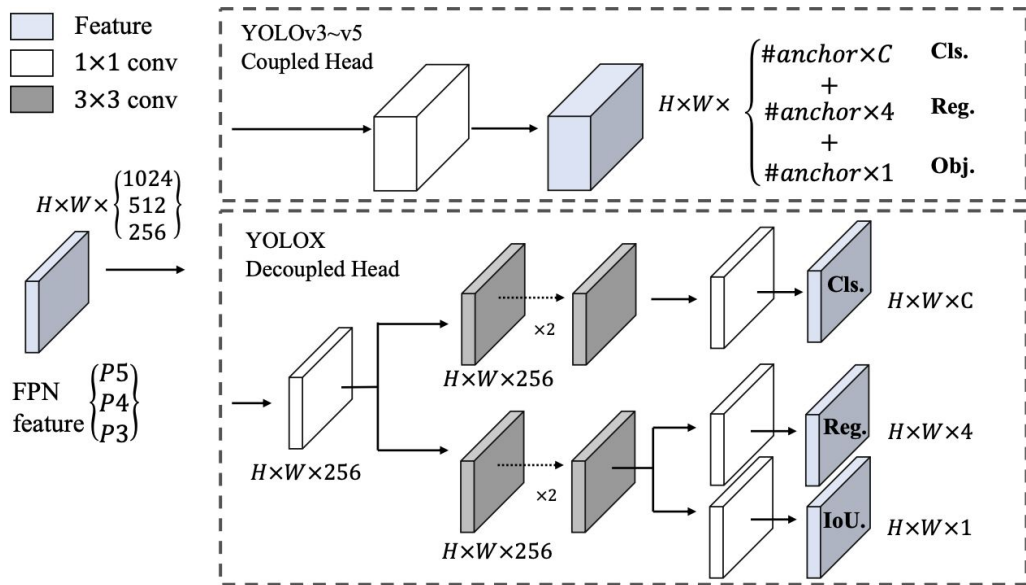 Feature
1×1 conv
3×3 conv
H×W×{1024
512
256}
FPN
feature
{P5
P4
P3}
YOLOv3~v5
Coupled Head
H×W×
{#anchor×C Cls.
+
#anchor×4 Reg.
+
#anchor×1 Obj.
YOLOX
Decoupled Head
H×W×256
×2
H×W×256
Cls.
H×W×C
×2
H×W×256
Reg.
H×W×4
IoU.
H×W×1